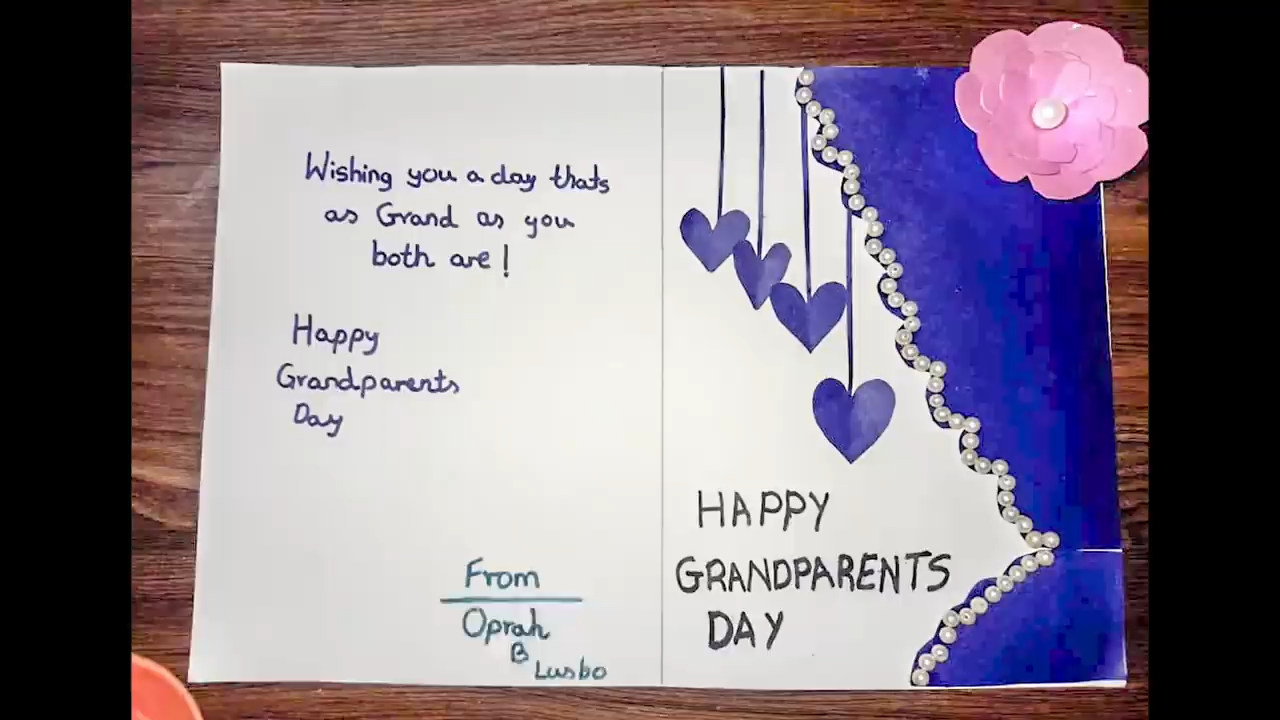 Wishing you a day thats
as Grand as you
both are!
Happy
Grandparents
Day
From
Oprah
B
Lusbo
HAPPY
GRANDPARENTS
DAY